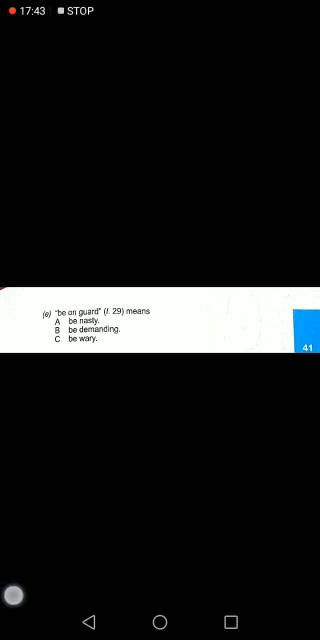 17:43 STOP
(e) "be on guard" (l. 29) means
A be nasty.
B be demanding.
C be wary.
41